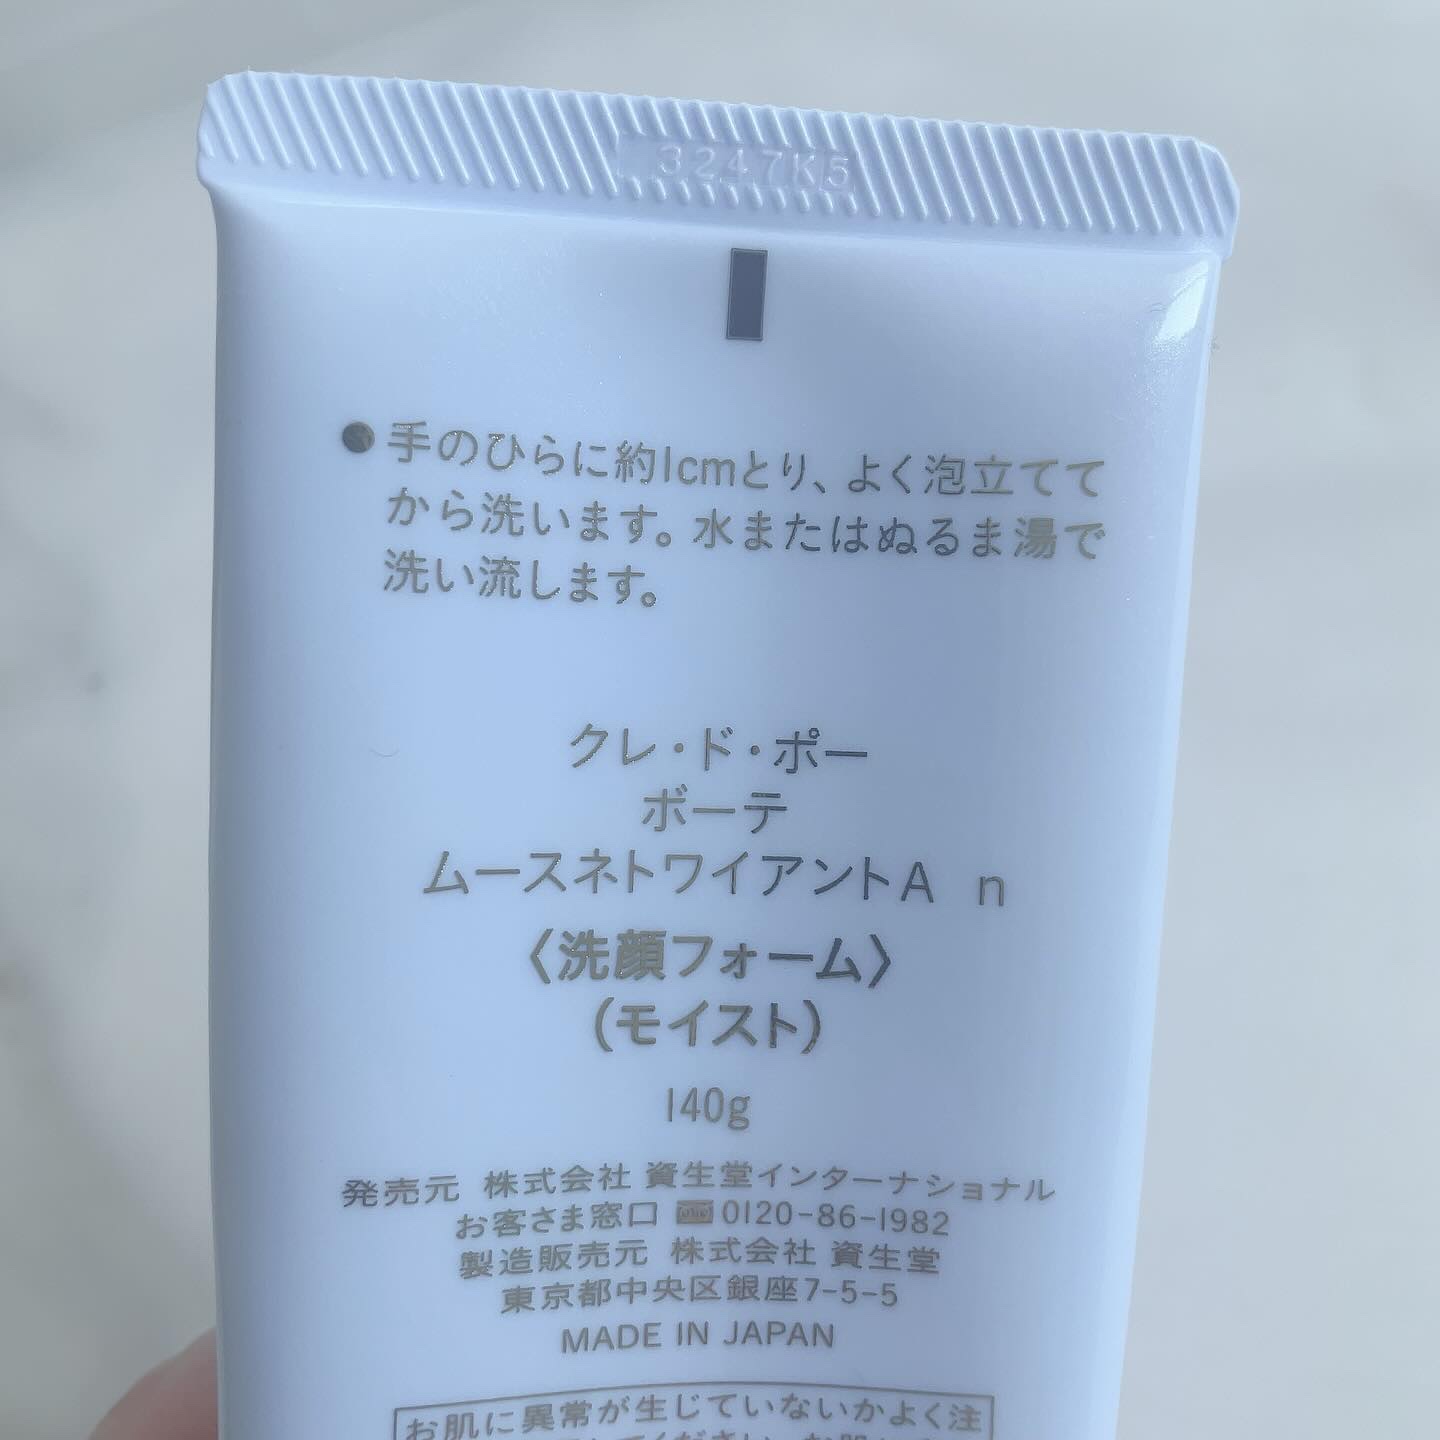 3247K5
●手のひらに約1cmとり、よく泡立てて
から洗います。水またはぬるま湯で
洗い流します。
クレ・ド・ポー
ボーテ
ムースネトワイアントA n
〈洗顔フォーム〉
(モイスト)
140g
発売元 株式会社 資生堂インターナショナル
お客さま窓口 0120-86-1982
製造販売元 株式会社 資生堂
東京都中央区銀座7-5-5
MADE IN JAPAN
お肌に異常が生じていないかよく注